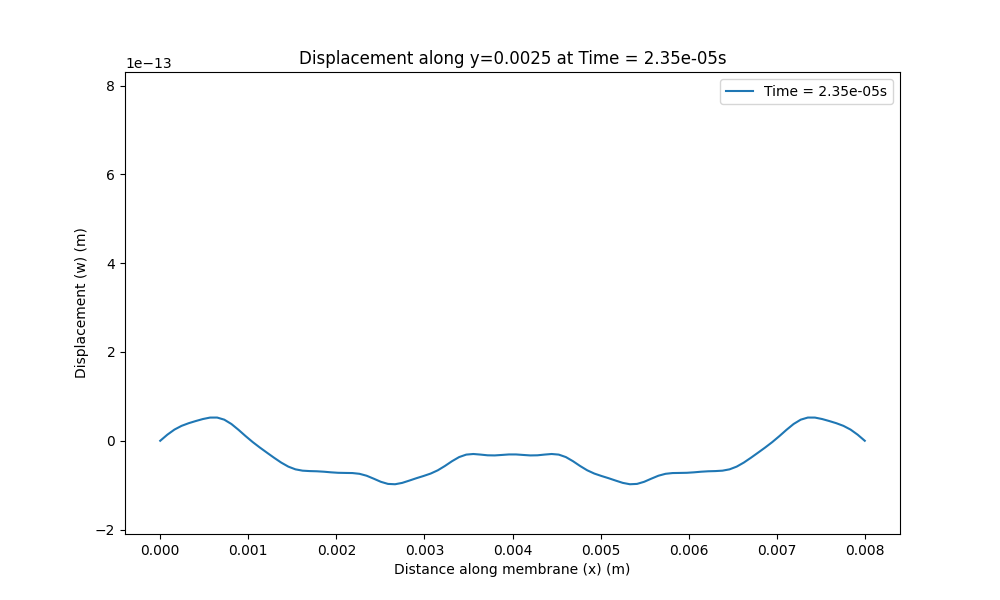 Displacement along y=0.0025 at Time = 2.35e-05s
1e−13
Time = 2.35e-05s
8
6
4
2
0
−2
Displacement (w) (m)
0.000 0.001 0.002 0.003 0.004 0.005 0.006 0.007 0.008
Distance along membrane (x) (m)